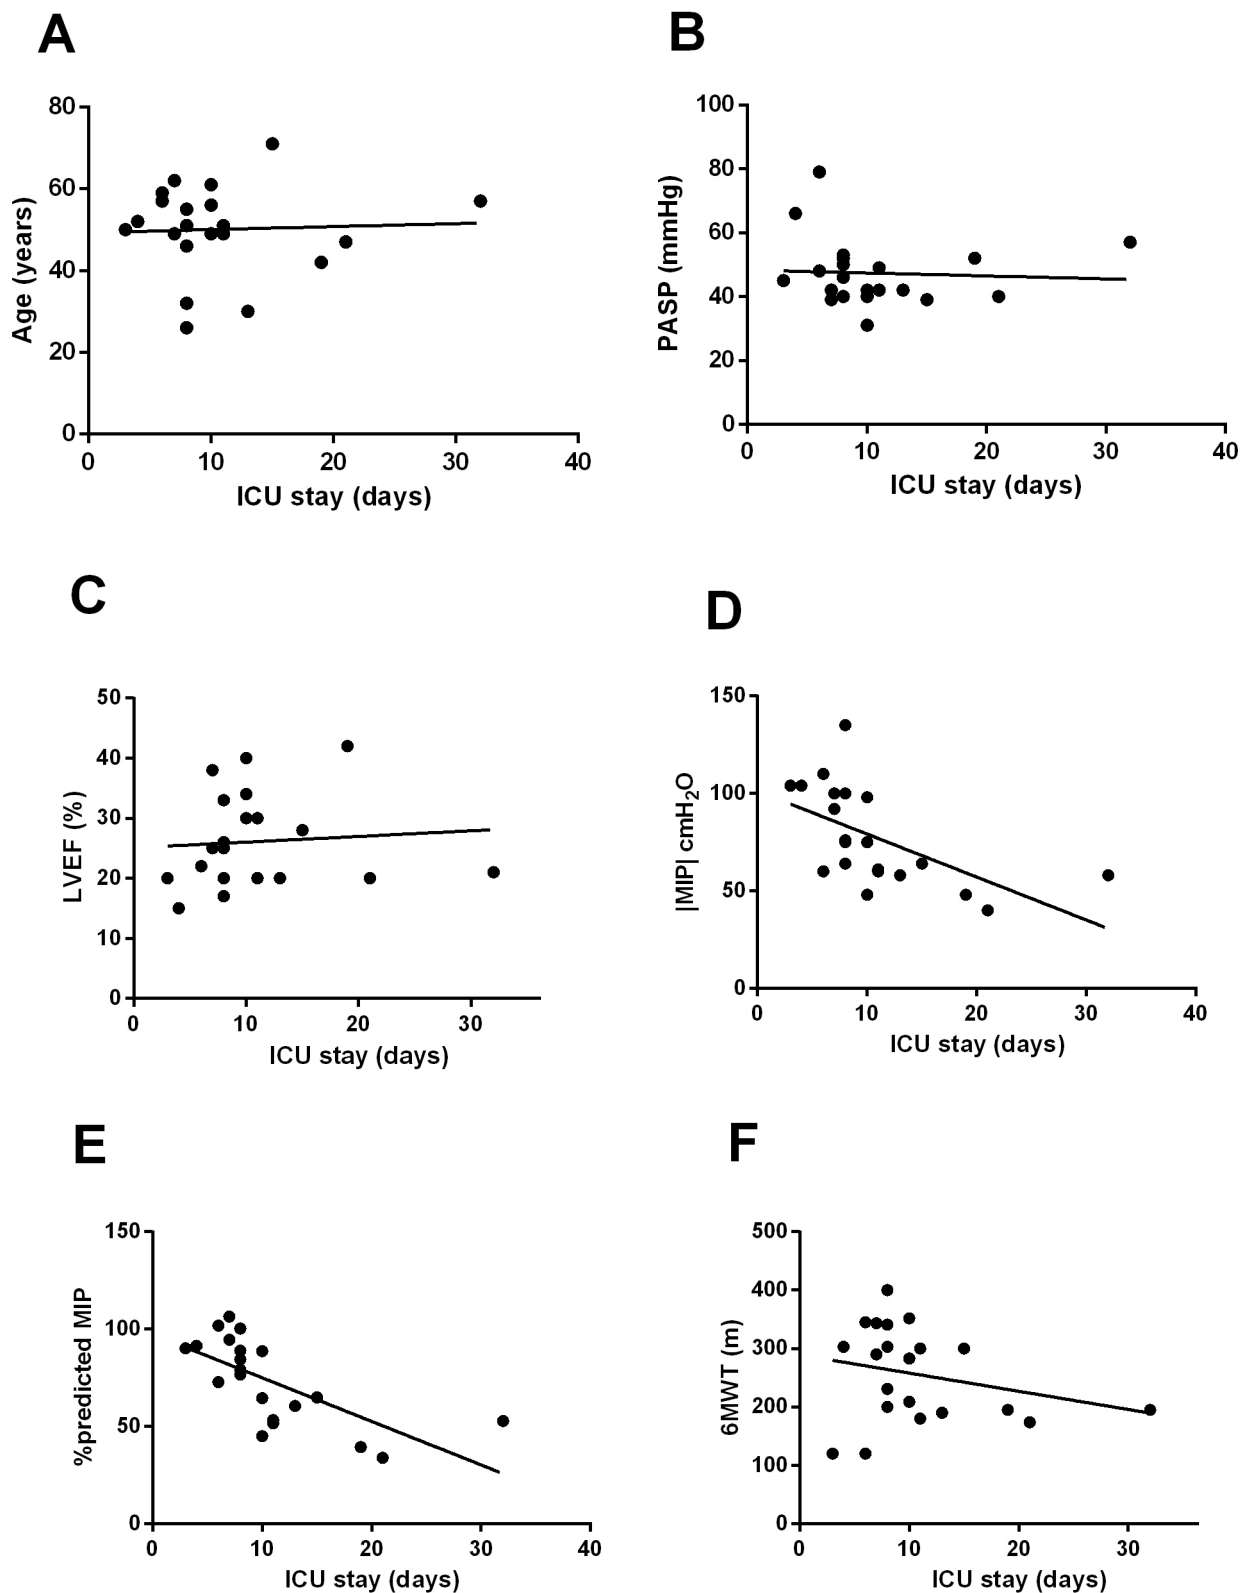 A
B
80
60
40
20
0
Age (years)
0 10 20 30 40
ICU stay (days)
100
80
60
40
20
0
PASP (mmHg)
0 10 20 30 40
ICU stay (days)
C
D
50
40
30
20
10
0
LVEF (%)
0 10 20 30
ICU stay (days)
150
100
50
0
|MIP| cmH₂O
0 10 20 30 40
ICU stay (days)
E
F
150
100
50
0
%predicted MIP
0 10 20 30 40
ICU stay (days)
500
400
300
200
100
0
6MWT (m)
0 10 20 30
ICU stay (days)